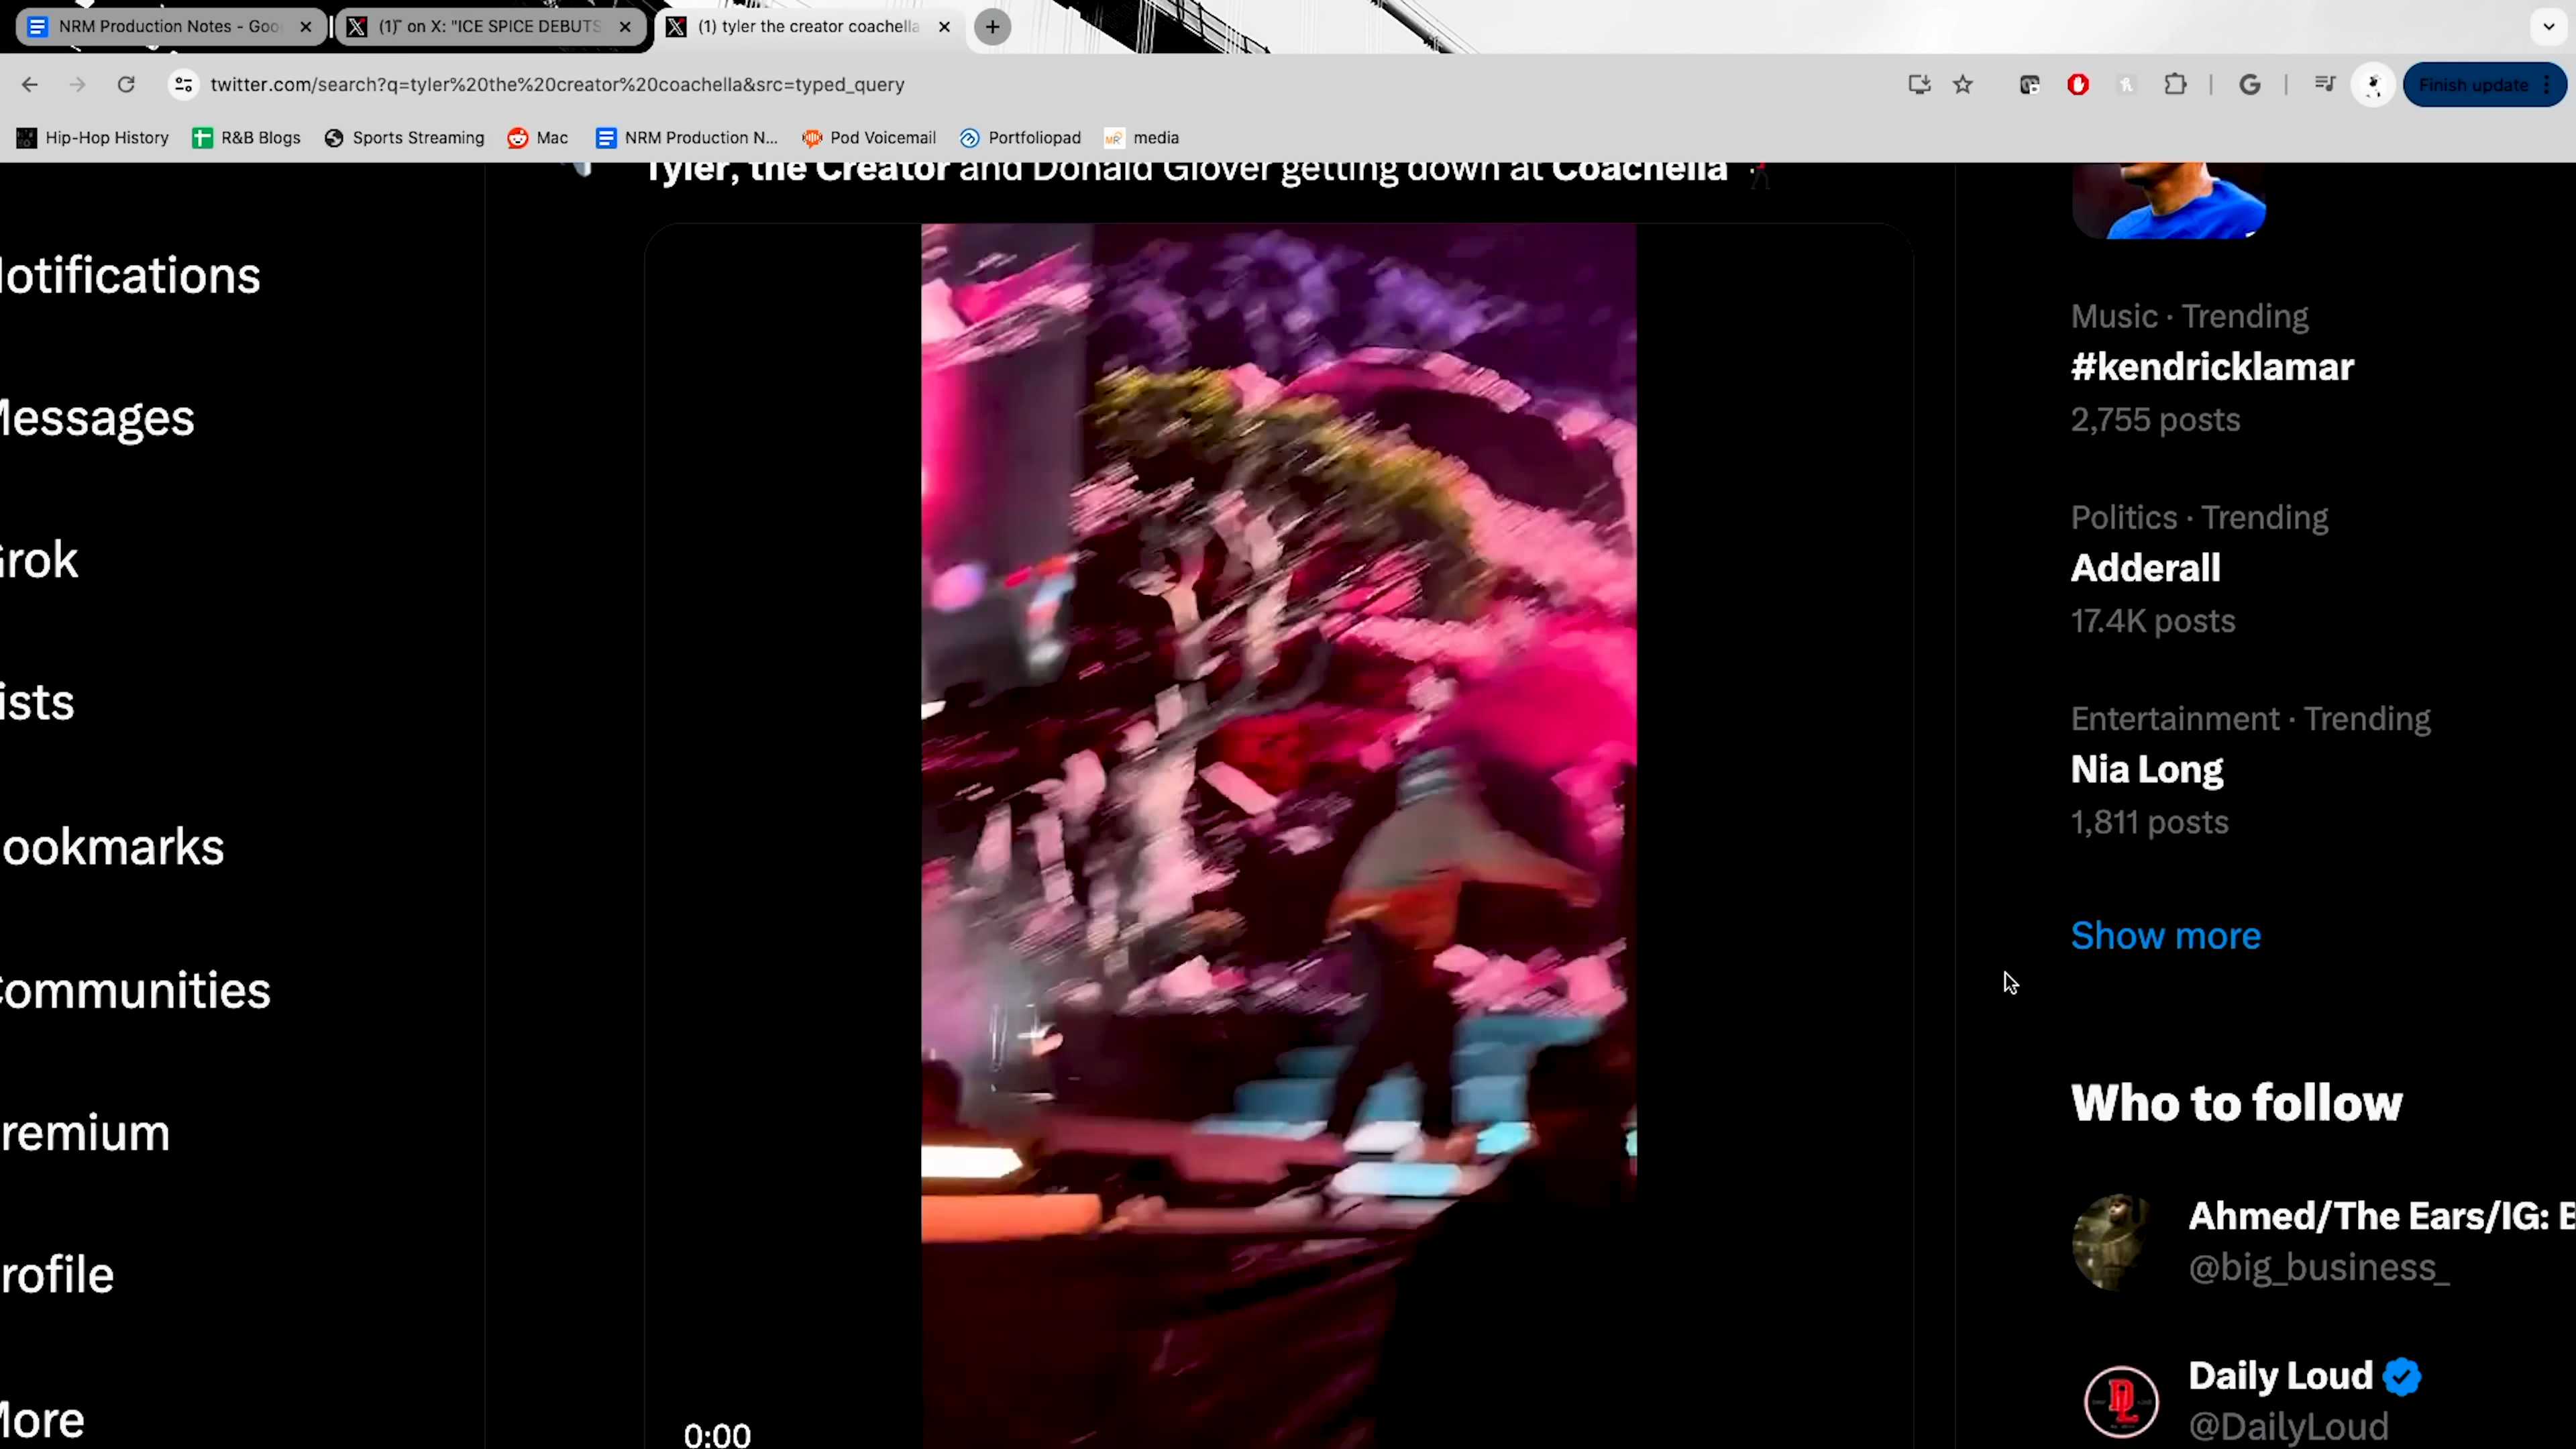 NRM Production Notes - Goo
(1)" on X: "ICE SPICE DEBUTS
(1) tyler the creator coachella
twitter.com/search?q=tyler%20the%20creator%20coachella&src=typed_query
Finish update
Hip-Hop History
R&B Blogs
Sports Streaming
Mac
NRM Production N...
Pod Voicemail
Portfoliopad
media
Tyler, the Creator and Donald Glover getting down at Coachella
otifications
Messages
rok
ists
ookmarks
Communities
remium
rofile
More
0:00
Music · Trending
#kendricklamar
2,755 posts
Politics · Trending
Adderall
17.4K posts
Entertainment · Trending
Nia Long
1,811 posts
Show more
Who to follow
Ahmed/The Ears/IG: B
@big_business_
Daily Loud
@DailyLoud